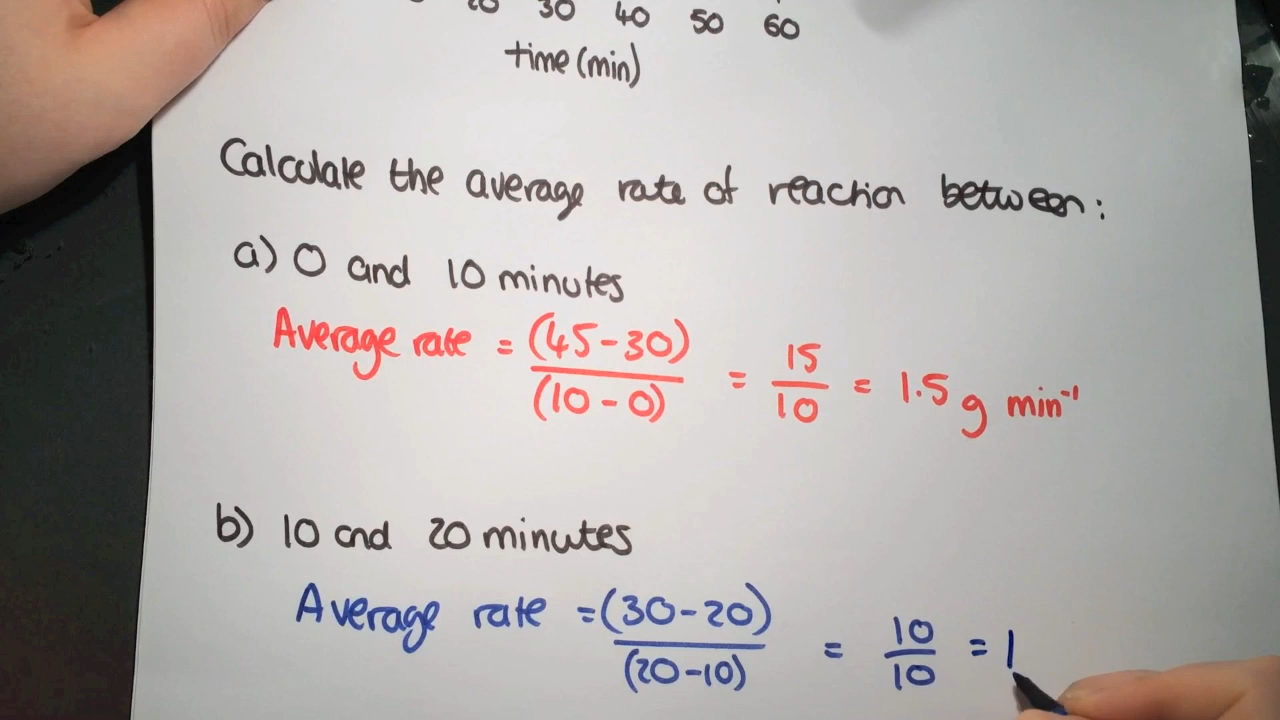 20 30 40 50 60
time (min)
Calculate the average rate of reaction between:
a) 0 and 10 minutes
Average rate = (45-30)/(10-0) = 15/10 = 1.5 g min⁻¹
b) 10 and 20 minutes
Average rate = (30-20)/(20-10) = 10/10 = 1